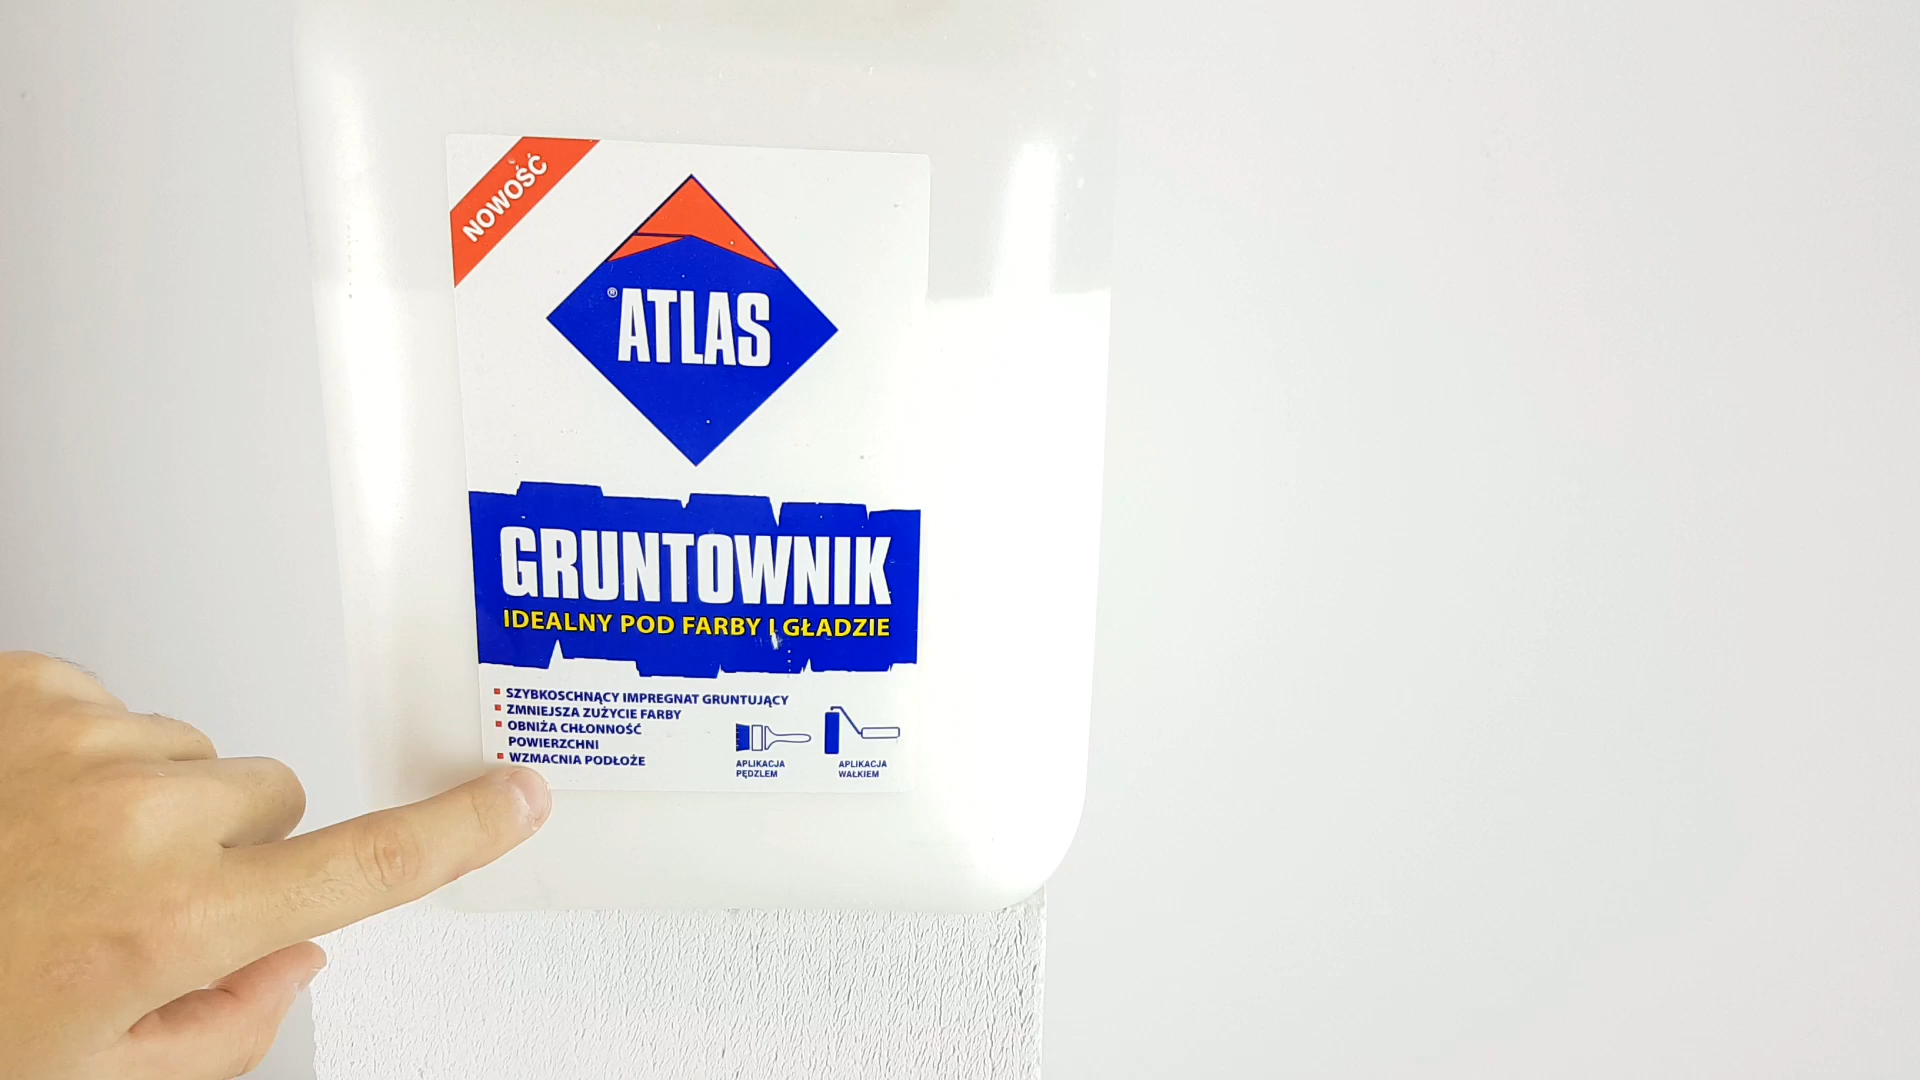 NOWOŚĆ
® ATLAS
GRUNTOWNIK
IDEALNY POD FARBY I GŁADZIE
SZYBKOSCHNĄCY IMPREGNAT GRUNTUJĄCY
ZMNIEJSZA ZUŻYCIE FARBY
OBNIŻA CHŁONNOŚĆ
POWIERZCHNI
WZMACNIA PODŁOŻE
APLIKACJA
PĘDZLEM
APLIKACJA
WAŁKIEM